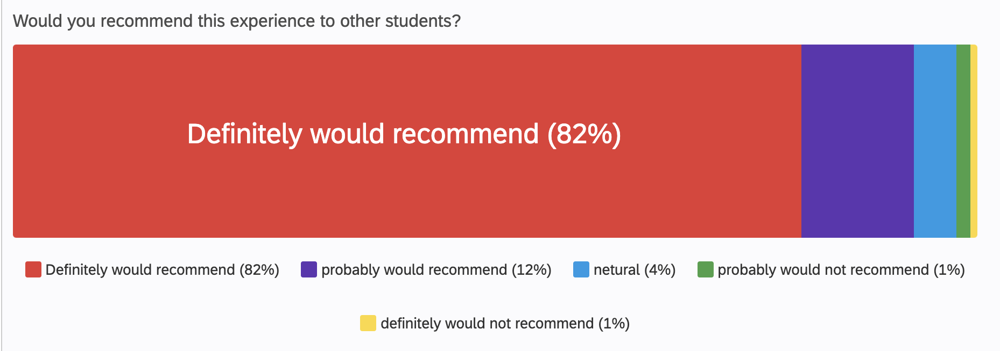 Would you recommend this experience to other students?
Definitely would recommend (82%)
Definitely would recommend (82%) probably would recommend (12%) netural (4%) probably would not recommend (1%)
definitely would not recommend (1%)